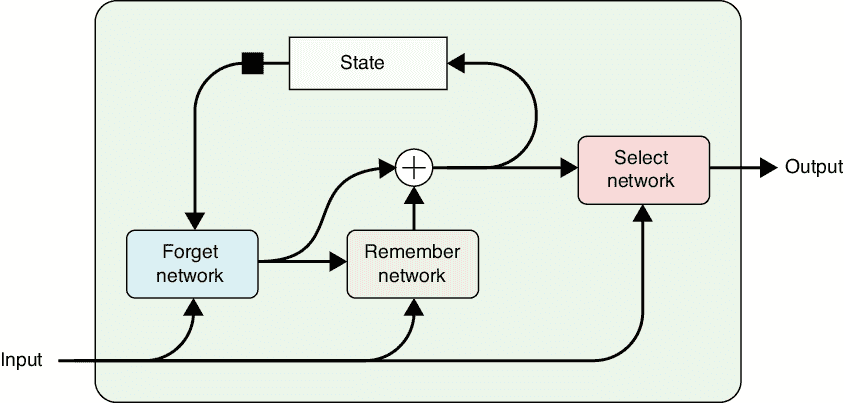 State
Select
network
Output
Forget
network
Remember
network
Input